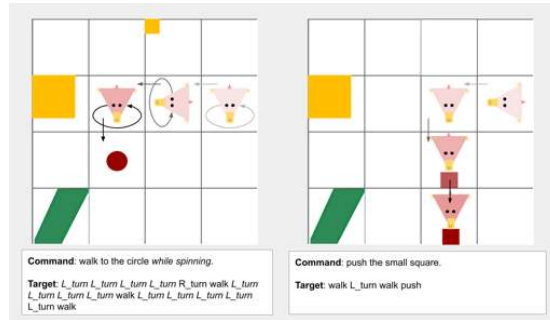 Command: walk to the circle while spinning.
Target: L_turn L_turn L_turn L_turn R_turn walk L_turn
L_turn L_turn L_turn walk L_turn L_turn L_turn L_turn
L_turn walk
Command: push the small square.
Target: walk L_turn walk push